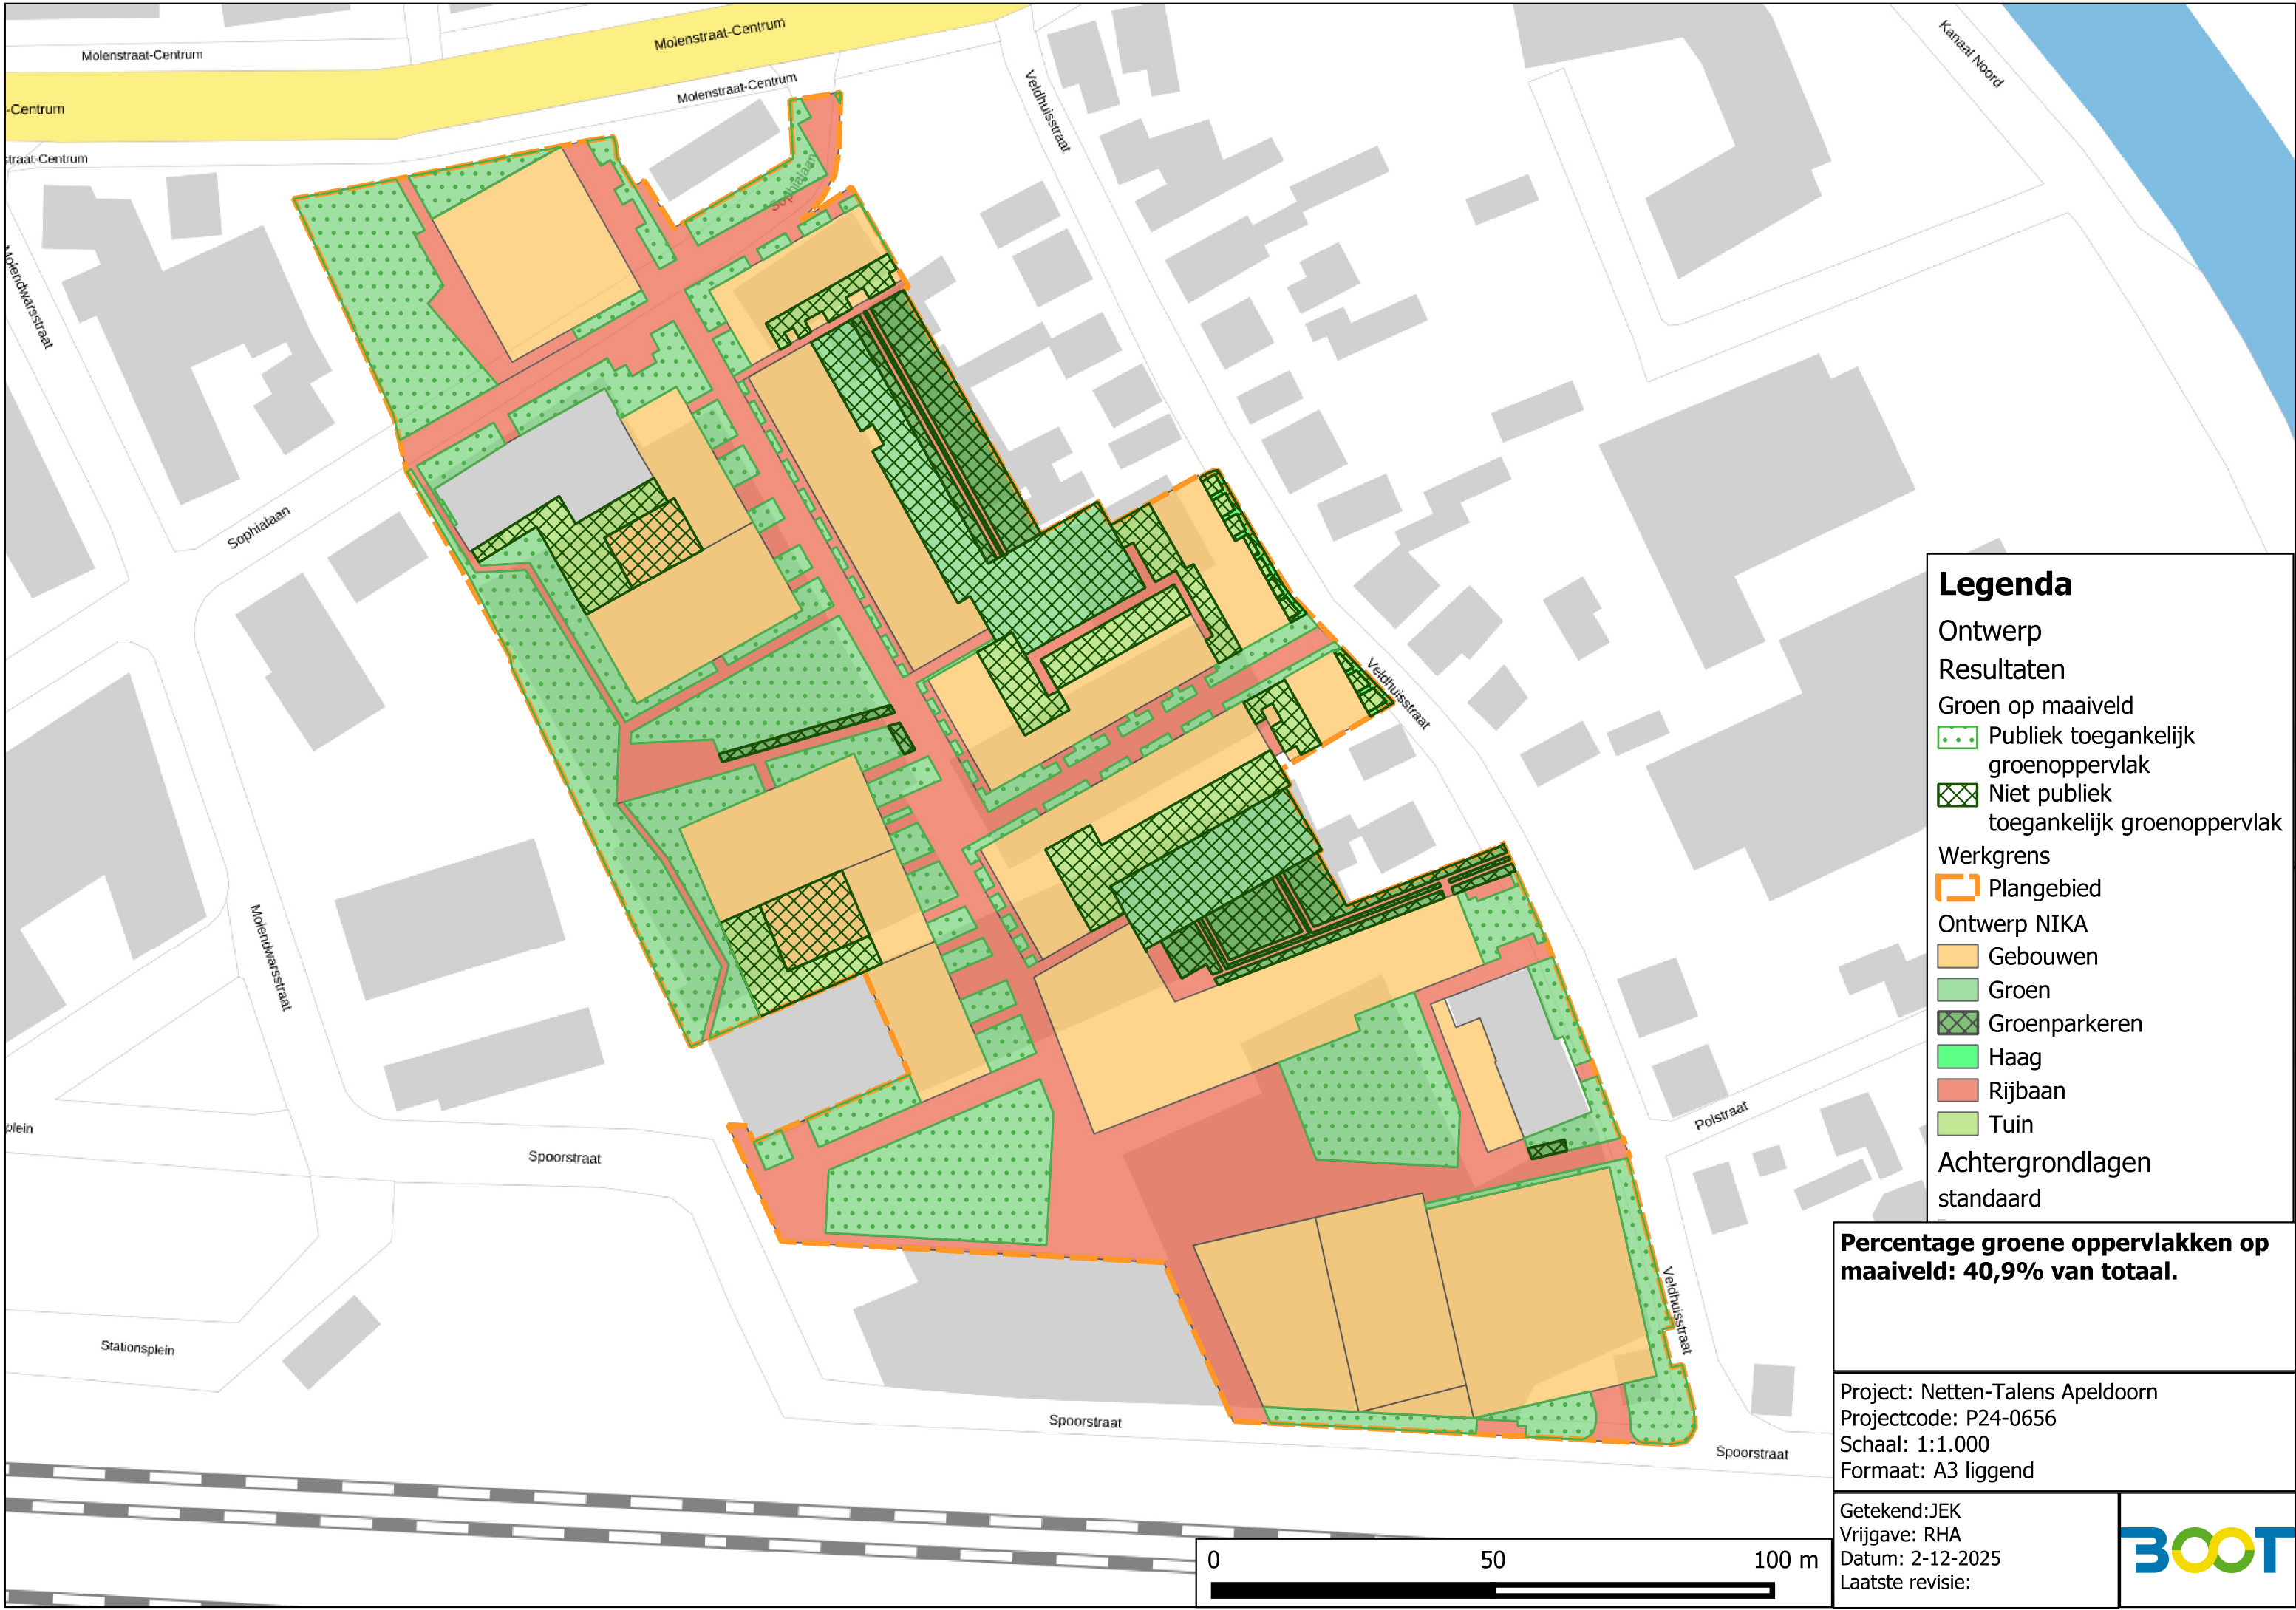 Molenstraat-Centrum
Molenstraat-Centrum
Molenstraat-Centrum
-Centrum
straat-Centrum
Kanaal Noord
Veldhuisstraat
Sophialaan
Molendwarsstraat
Sophialaan
Veldhuisstraat
Molendwarsstraat
plein
Spoorstraat
Polstraat
Stationsplein
Veldhuisstraat
Spoorstraat
Spoorstraat
Legenda
Ontwerp
Resultaten
Groen op maaiveld
Publiek toegankelijk
groenoppervlak
Niet publiek
toegankelijk groenoppervlak
Werkgrens
Plangebied
Ontwerp NIKA
Gebouwen
Groen
Groenparkeren
Haag
Rijbaan
Tuin
Achtergrondlagen
standaard
Percentage groene oppervlakken op
maaiveld: 40,9% van totaal.
Project: Netten-Talens Apeldoorn
Projectcode: P24-0656
Schaal: 1:1.000
Formaat: A3 liggend
Getekend:JEK
Vrijgave: RHA
Datum: 2-12-2025
Laatste revisie:
BOOT
0 50 100 m